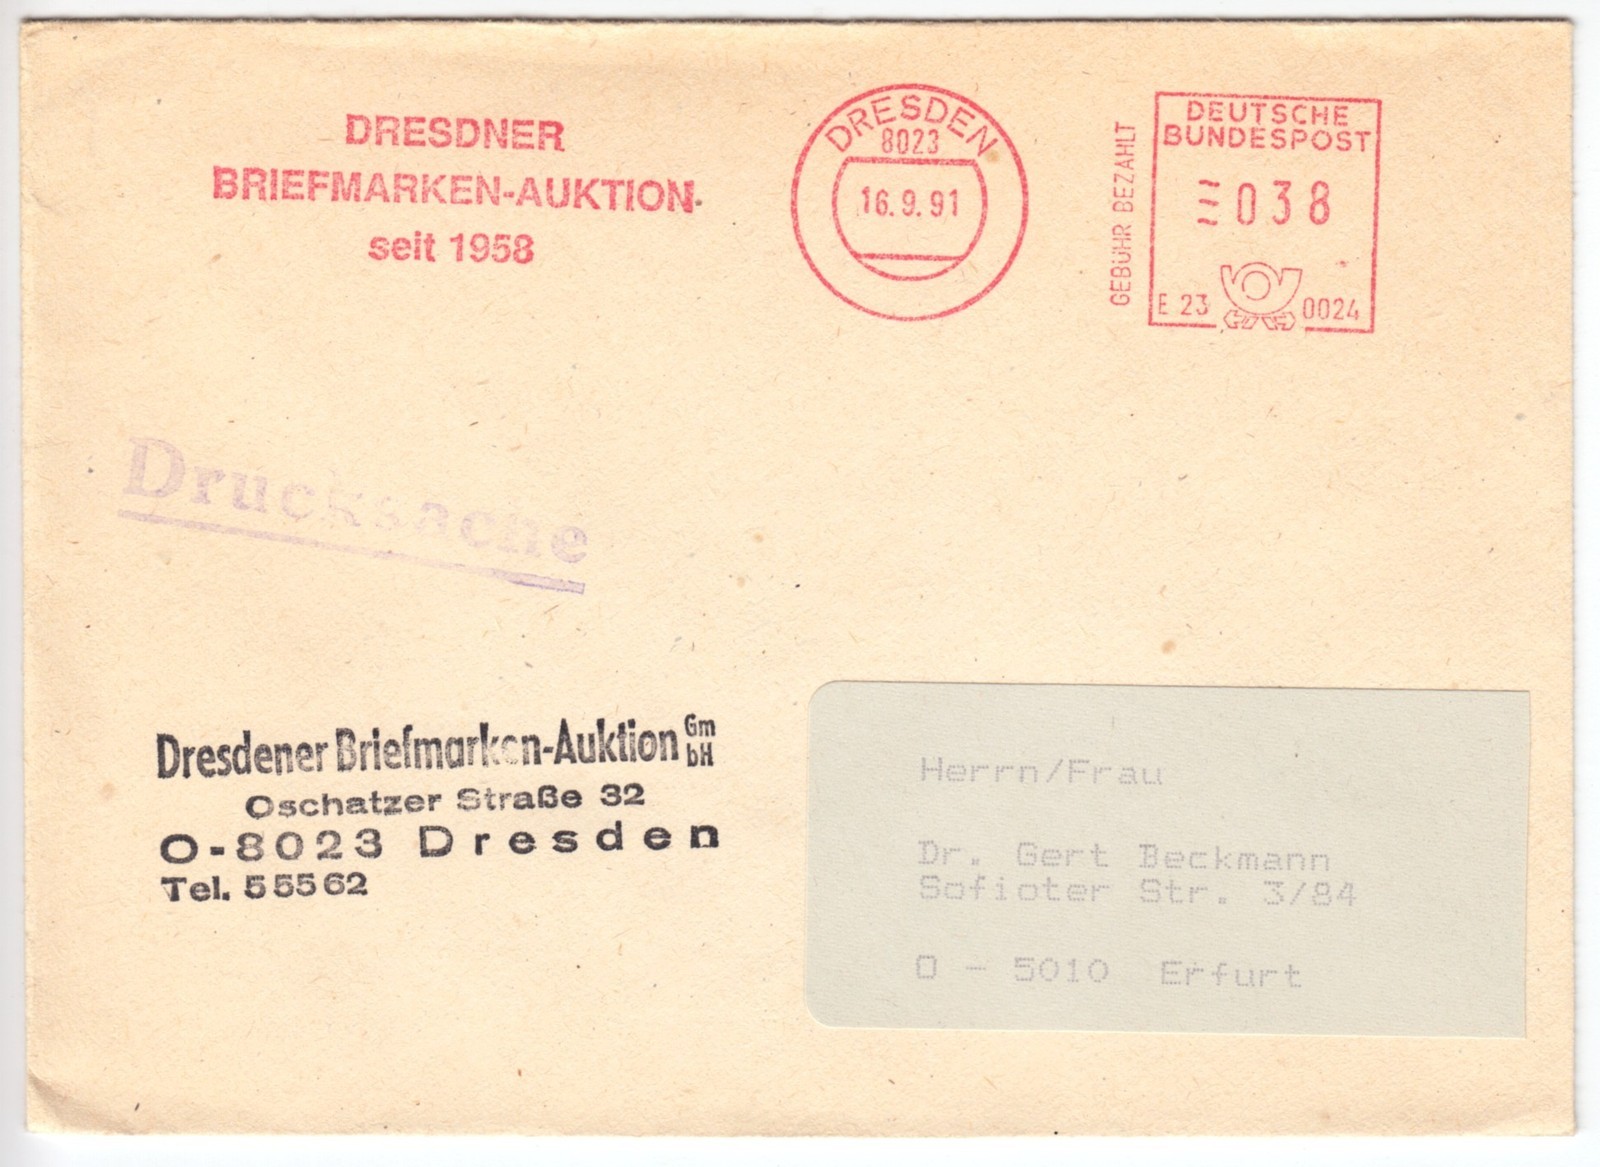 DRESDNER
BRIEFMARKEN-AUKTION
seit 1958
DRESDEN
8023
16.9.91
GEBÜHR BEZAHLT
DEUTSCHE
BUNDESPOST
038
E 23 0024
Drucksache
Dresdener Briefmarken-Auktion GmbH
Oschatzer Straße 32
O-8023 Dresden
Tel. 55562
Herrn/Frau
Dr. Gert Beckmann
Sofioter Str. 3/84
O - 5010 Erfurt